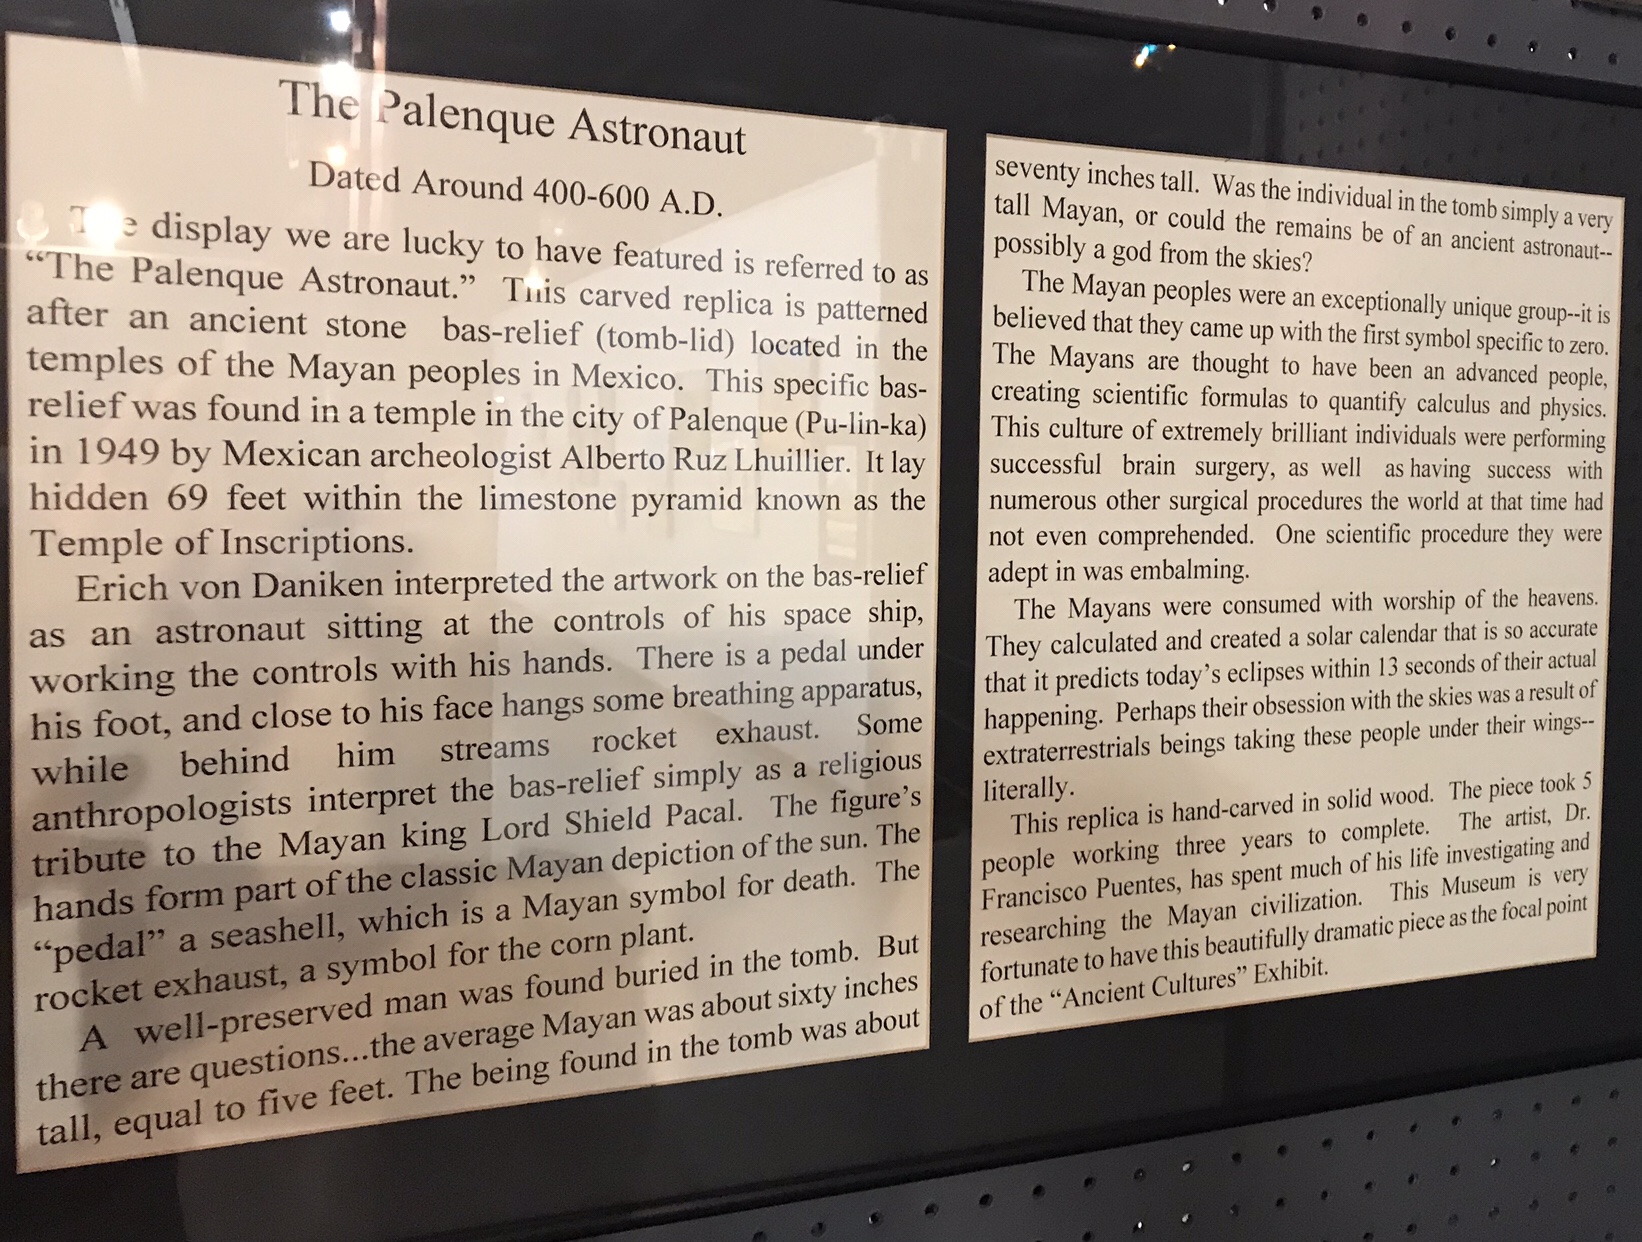 The Palenque Astronaut
Dated Around 400-600 A.D.
The display we are lucky to have featured is referred to as
“The Palenque Astronaut.” This carved replica is patterned
after an ancient stone bas-relief (tomb-lid) located in the
temples of the Mayan peoples in Mexico. This specific bas-
relief was found in a temple in the city of Palenque (Pu-lin-ka)
in 1949 by Mexican archeologist Alberto Ruz Lhuillier. It lay
hidden 69 feet within the limestone pyramid known as the
Temple of Inscriptions.
Erich von Daniken interpreted the artwork on the bas-relief
as an astronaut sitting at the controls of his space ship,
working the controls with his hands. There is a pedal under
his foot, and close to his face hangs some breathing apparatus,
while behind him streams rocket exhaust. Some
anthropologists interpret the bas-relief simply as a religious
tribute to the Mayan king Lord Shield Pacal. The figure’s
hands form part of the classic Mayan depiction of the sun. The
“pedal” a seashell, which is a Mayan symbol for death. The
rocket exhaust, a symbol for the corn plant.
A well-preserved man was found buried in the tomb. But
there are questions...the average Mayan was about sixty inches
tall, equal to five feet. The being found in the tomb was about
seventy inches tall. Was the individual in the tomb simply a very
tall Mayan, or could the remains be of an ancient astronaut--
possibly a god from the skies?
The Mayan peoples were an exceptionally unique group--it is
believed that they came up with the first symbol specific to zero.
The Mayans are thought to have been an advanced people,
creating scientific formulas to quantify calculus and physics.
This culture of extremely brilliant individuals were performing
successful brain surgery, as well as having success with
numerous other surgical procedures the world at that time had
not even comprehended. One scientific procedure they were
adept in was embalming.
The Mayans were consumed with worship of the heavens.
They calculated and created a solar calendar that is so accurate
that it predicts today’s eclipses within 13 seconds of their actual
happening. Perhaps their obsession with the skies was a result of
extraterrestrials beings taking these people under their wings--
literally.
This replica is hand-carved in solid wood. The piece took 5
people working three years to complete. The artist, Dr.
Francisco Puentes, has spent much of his life investigating and
researching the Mayan civilization. This Museum is very
fortunate to have this beautifully dramatic piece as the focal point
of the “Ancient Cultures” Exhibit.